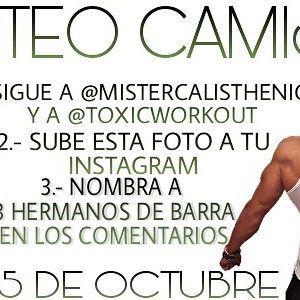 TEO CAMI
SIGUE A @MISTERCALISTHENIC
Y A @TOXICWORKOUT
2.- SUBE ESTA FOTO A TU
INSTAGRAM
3.- NOMBRA A
3 HERMANOS DE BARRA
EN LOS COMENTARIOS
5 DE OCTUBRE